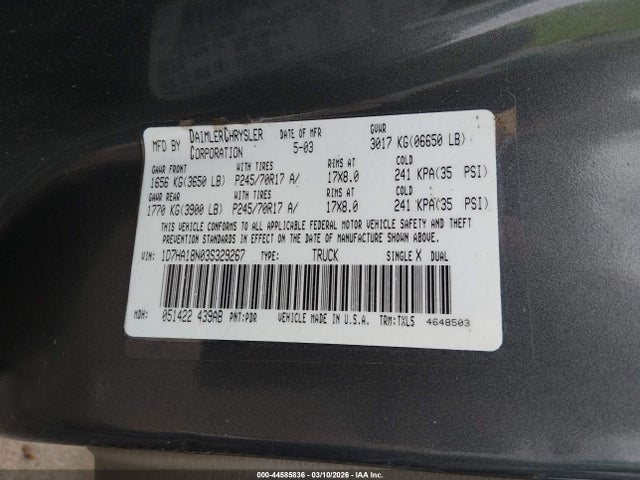 MFD BY DAIMLERCHRYSLER CORPORATION DATE OF MFR 5-03 GVWR 3017 KG(06650 LB)
GAWR FRONT WITH TIRES RIMS AT COLD
1656 KG(3650 LB) P245/70R17 A/ 17X8.0 241 KPA(35 PSI)
GAWR REAR WITH TIRES RIMS AT COLD
1770 KG(3900 LB) P245/70R17 A/ 17X8.0 241 KPA(35 PSI)
THIS VEHICLE CONFORMS TO ALL APPLICABLE FEDERAL MOTOR VEHICLE SAFETY AND THEFT
PREVENTION STANDARDS IN EFFECT ON THE DATE OF MANUFACTURE SHOWN ABOVE.
VIN: 1D7HA18N03S329267 TYPE: TRUCK SINGLE X DUAL
MDH: 051422 439AB PNT:PDR VEHICLE MADE IN U.S.A. TRM:TXL5 4648503
000-44585836 - 03/10/2026 - IAA Inc.